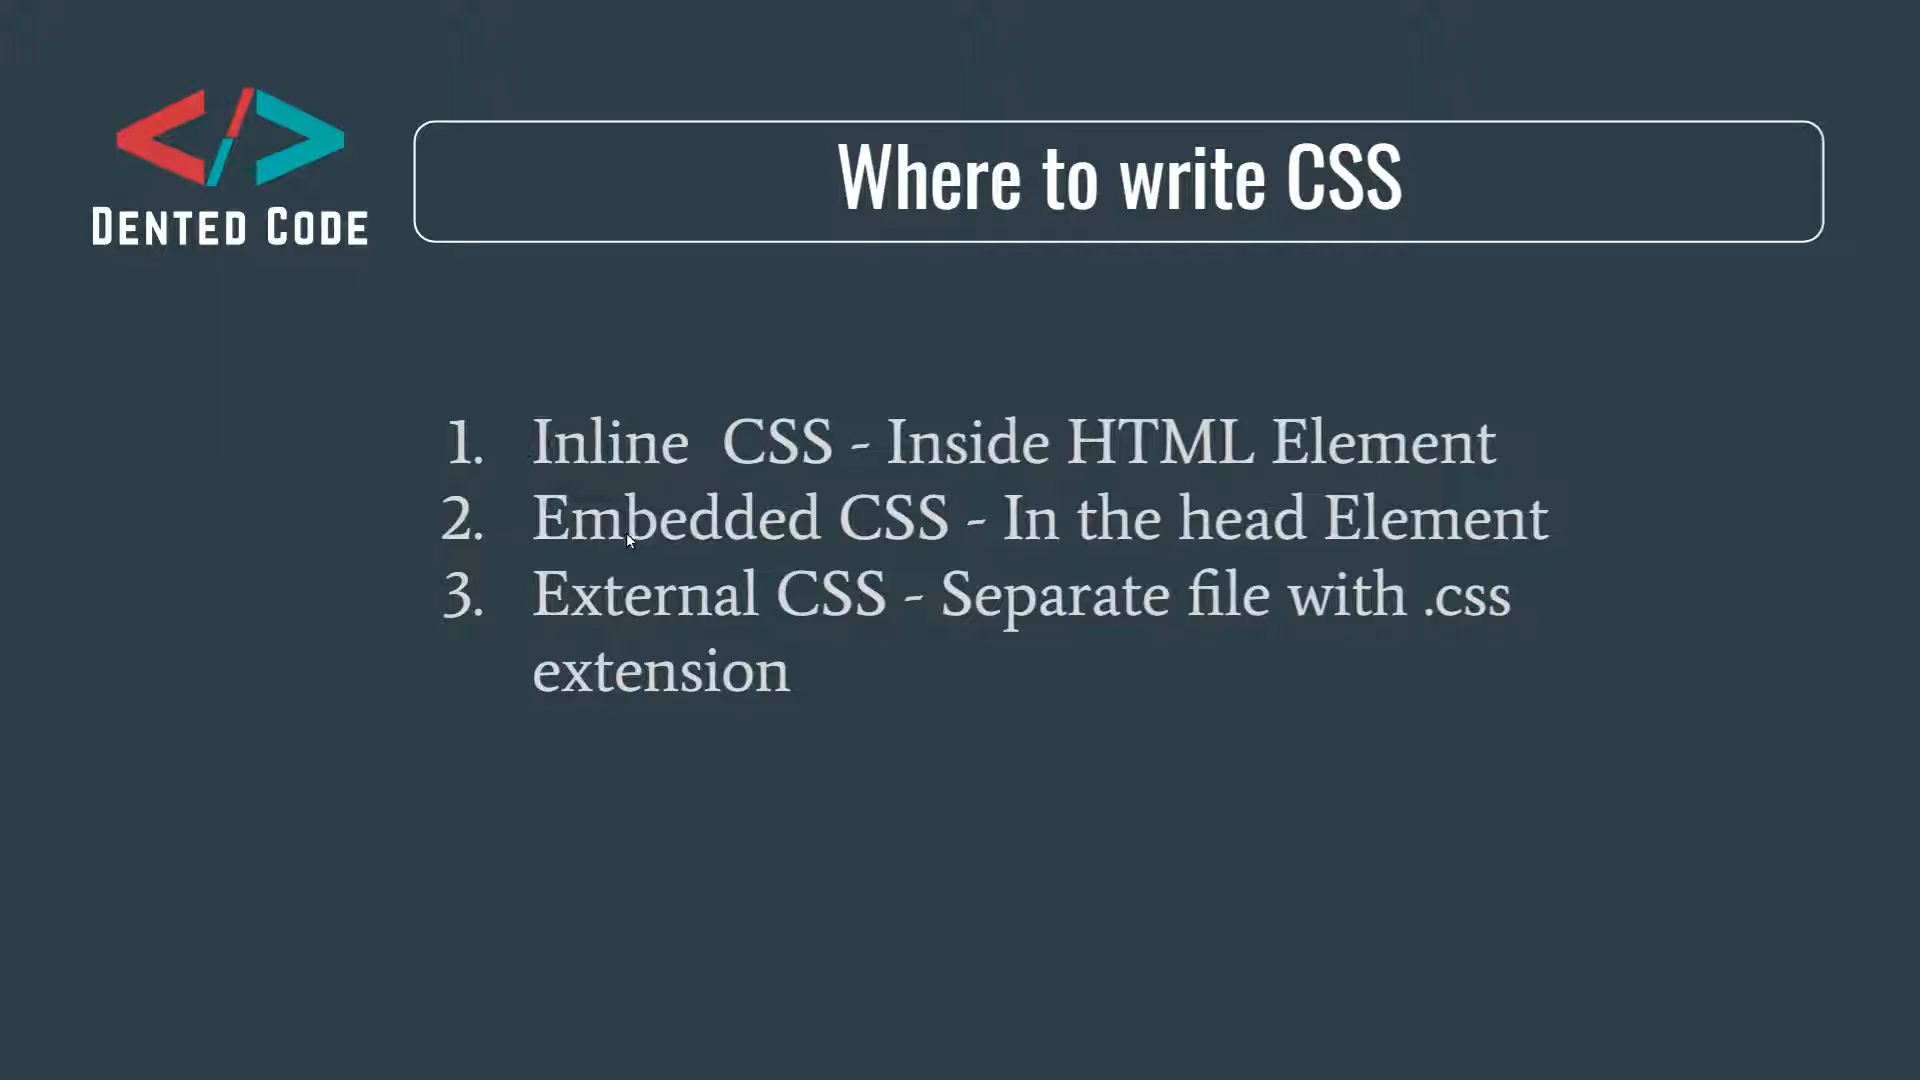 DENTED CODE
Where to write CSS
1. Inline CSS - Inside HTML Element
2. Embedded CSS - In the head Element
3. External CSS - Separate file with .css
extension